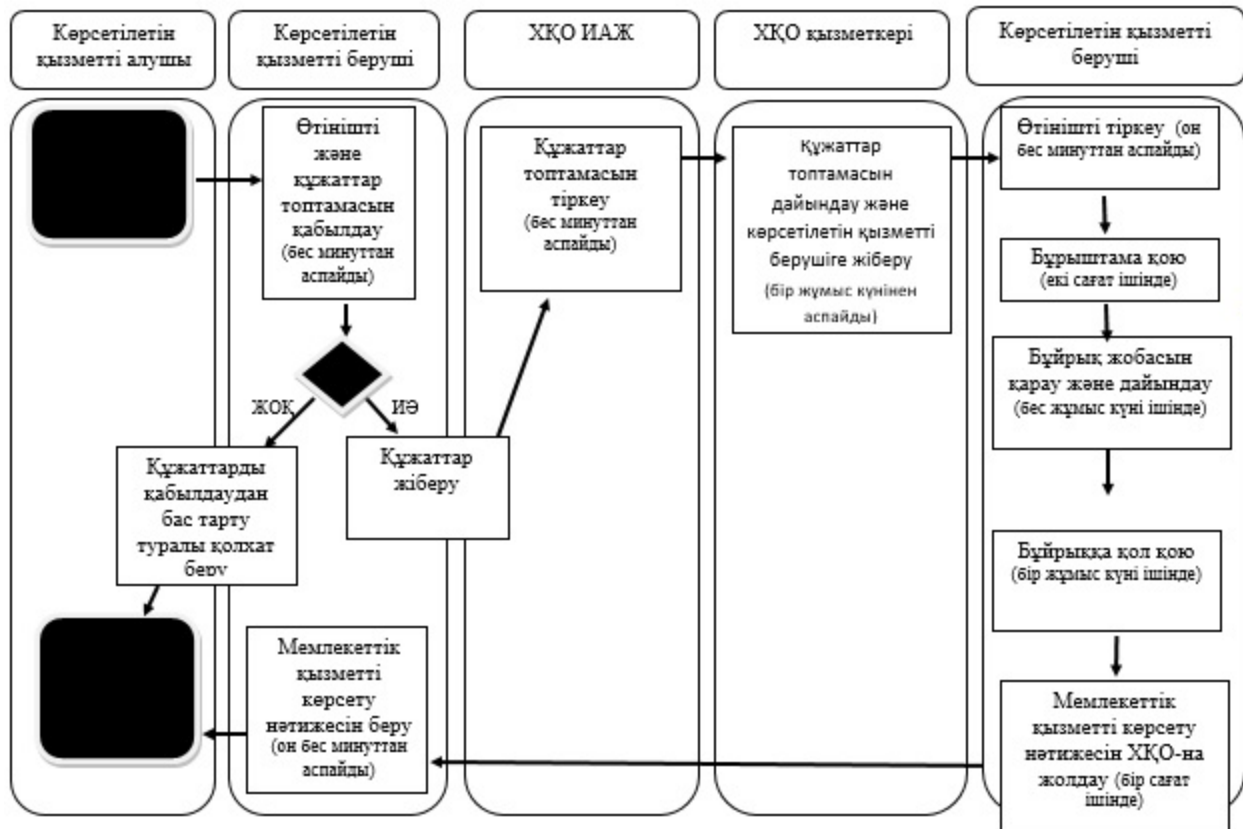 Көрсетілетін
қызметті алушы
Көрсетілетін
қызметті беруші
ХҚО ИАЖ
ХҚО қызметкері
Көрсетілетін қызметті
беруші
Өтінішті
және
құжаттар
топтамасын
қабылдау
(бес минуттан
аспайды)
ЖОҚ
ИӘ
Құжаттарды
қабылдаудан
бас тарту
туралы қолхат
беру
Құжаттар
жіберу
Мемлекеттік
қызметті
көрсету
нәтижесін беру
(он бес минуттан
аспайды)
Құжаттар
топтамасын
тіркеу
(бес минуттан
аспайды)
Құжаттар
топтамасын
дайындау және
көрсетілетін қызметті
берушіге жіберу
(бір жұмыс күнінен
аспайды)
Өтінішті тіркеу (он
бес минуттан аспайды)
Бұрыштама қою
(екі сағат ішінде)
Бұйрық жобасын
қарау және дайындау
(бес жұмыс күні ішінде)
Бұйрыққа қол қою
(бір жұмыс күні ішінде)
Мемлекеттік
қызметті көрсету
нәтижесін ХҚО-на
жолдау (бір сағат
ішінде)